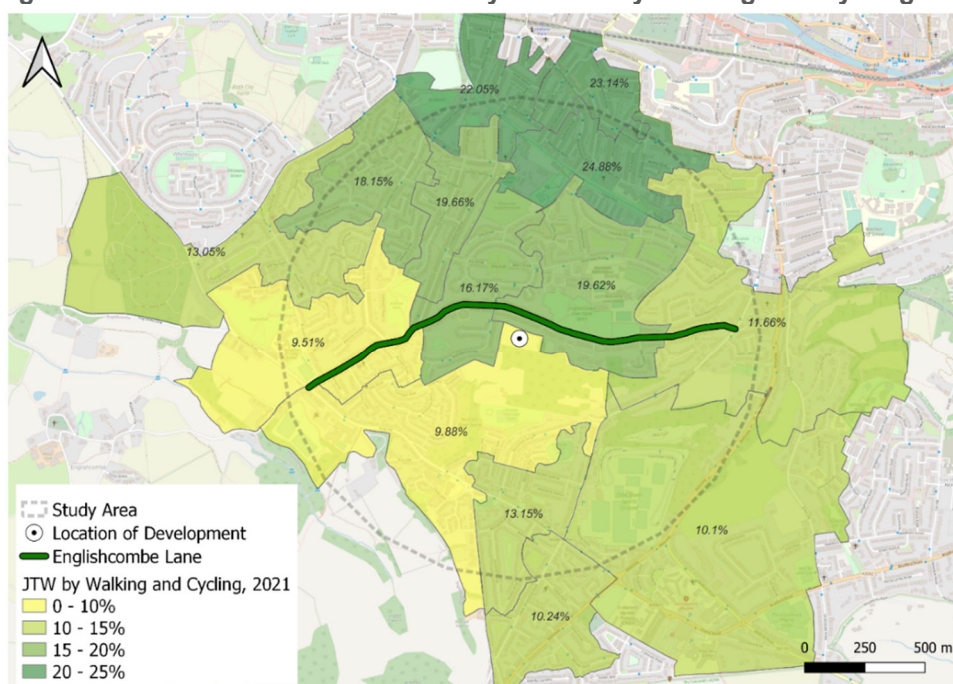 22.05%
23.14%
24.88%
18.15%
19.66%
13.05%
16.17%
19.62%
11.66%
9.51%
9.88%
13.15%
10.1%
10.24%
Study Area
Location of Development
Englishcombe Lane
JTW by Walking and Cycling, 2021
0 - 10%
10 - 15%
15 - 20%
20 - 25%
0 250 500 m